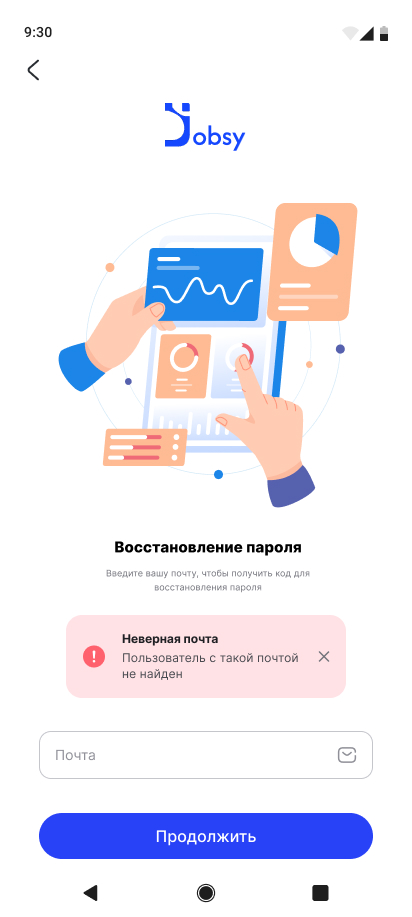 9:30
Jobsy
Восстановление пароля
Введите вашу почту, чтобы получить код для
восстановления пароля
Неверная почта
Пользователь с такой почтой
не найден
Почта
Продолжить